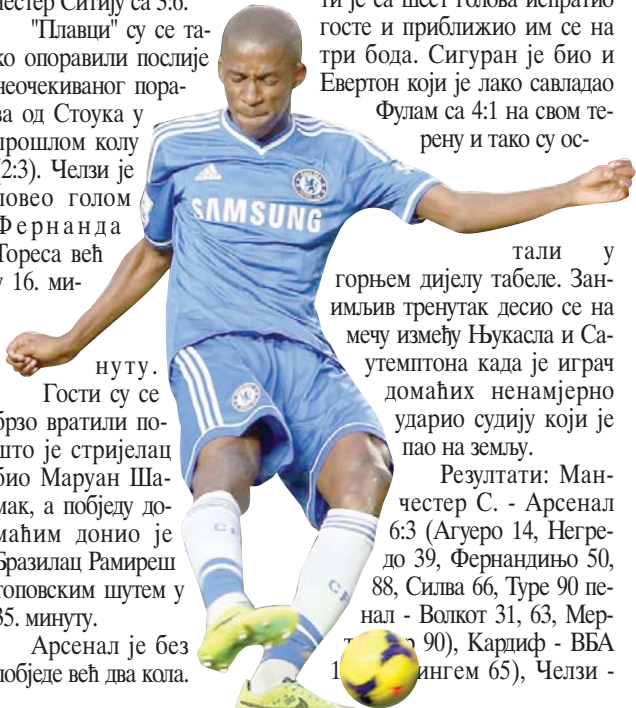 честер Ситију са 3:6.
"Плавци" су се та-
ко опоравили послије
неочекиваног пора-
за од Стоука у
прошлом колу
(2:3). Челзи је
повео голом
Фернанда
Тореса већ
у 16. ми-
нуту.
Гости су се
брзо вратили по-
што је стријелац
био Маруан Ша-
мак, а побједу до-
маћим донио је
Бразилац Рамиреш
топовским шутем у
35. минуту.
Арсенал је без
побједе већ два кола.
ти је са шест голова испратио
госте и приближио им се на
три бода. Сигуран је био и
Евертон који је лако савладао
Фулам са 4:1 на свом те-
рену и тако су ос-
тали у
горњем дијелу табеле. Зан-
имљив тренутак десио се на
мечу између Њукасла и Са-
утемптона када је играч
домаћих ненамјерно
ударио судију који је
пао на земљу.
Резултати: Ман-
честер С. - Арсенал
6:3 (Агуеро 14, Негре-
до 39, Фернандињо 50,
88, Силва 66, Туре 90 пе-
нал - Волкот 31, 63, Мер-
90), Кардиф - ВБА
65), Челзи -
SAMSUNG